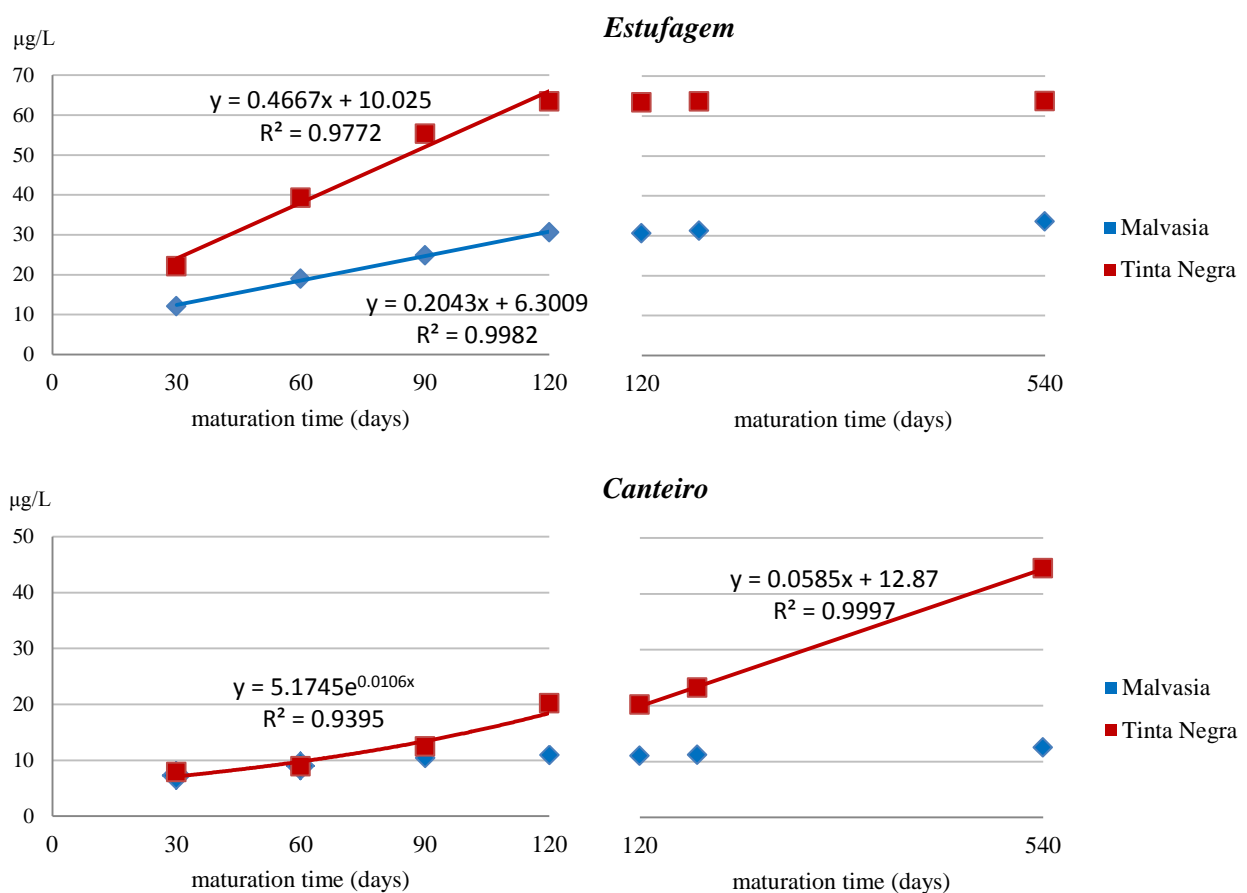 Estufagem
μg/L
70
60
50
40
30
20
10
0
y = 0.4667x + 10.025
R² = 0.9772
y = 0.2043x + 6.3009
R² = 0.9982
0 30 60 90 120
maturation time (days)
120 540
maturation time (days)
Malvasia
Tinta Negra
Canteiro
μg/L
50
40
30
20
10
0
y = 5.1745e^0.0106x
R² = 0.9395
0 30 60 90 120
maturation time (days)
y = 0.0585x + 12.87
R² = 0.9997
120 540
maturation time (days)
Malvasia
Tinta Negra